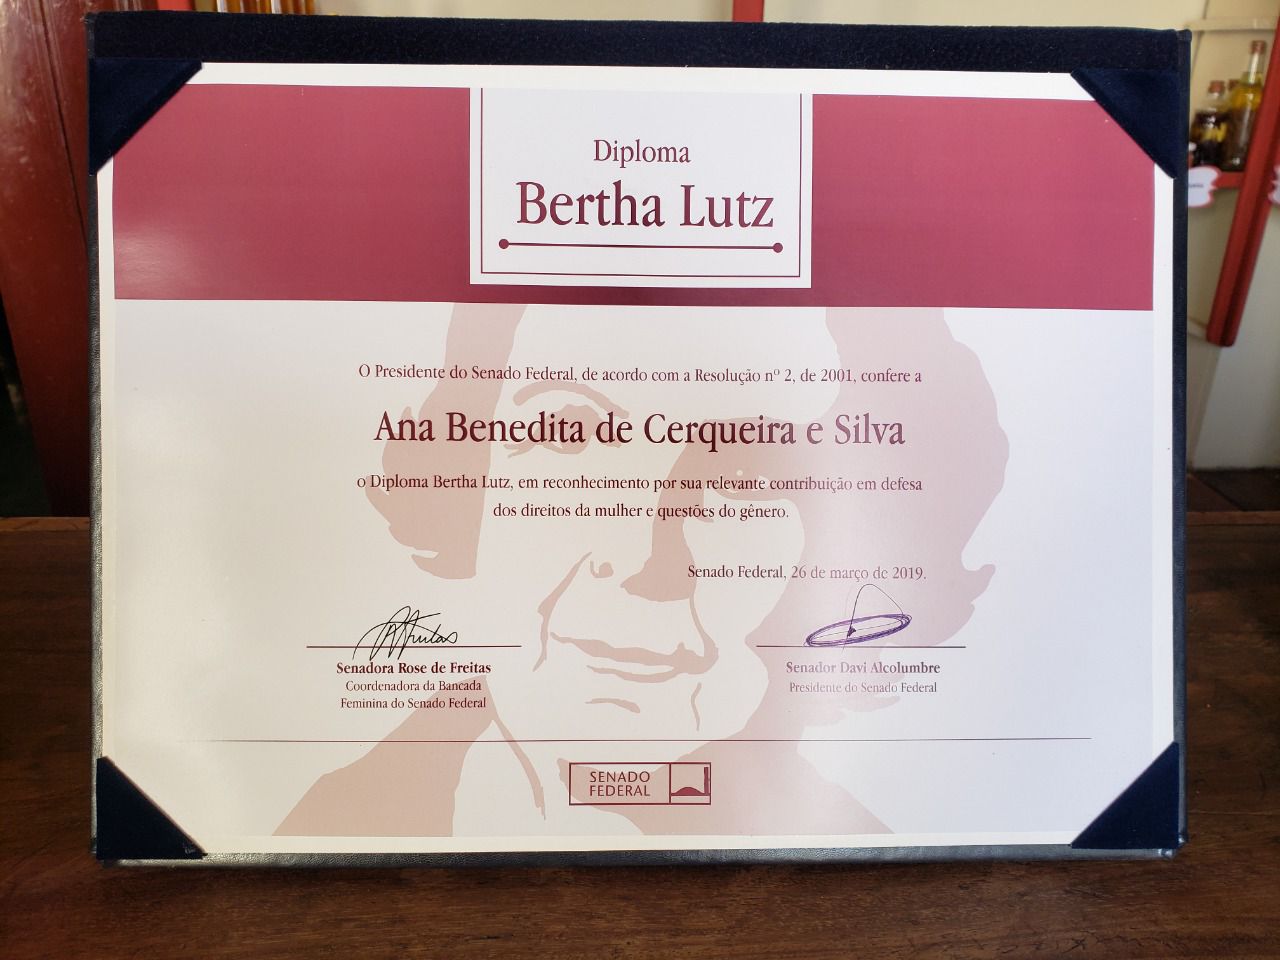 Diploma
Bertha Lutz
O Presidente do Senado Federal, de acordo com a Resolução nº 2, de 2001, confere a
Ana Benedita de Cerqueira e Silva
o Diploma Bertha Lutz, em reconhecimento por sua relevante contribuição em defesa
dos direitos da mulher e questões do gênero.
Senado Federal, 26 de março de 2019.
Senadora Rose de Freitas
Coordenadora da Bancada
Feminina do Senado Federal
Senador Davi Alcolumbre
Presidente do Senado Federal
SENADO
FEDERAL